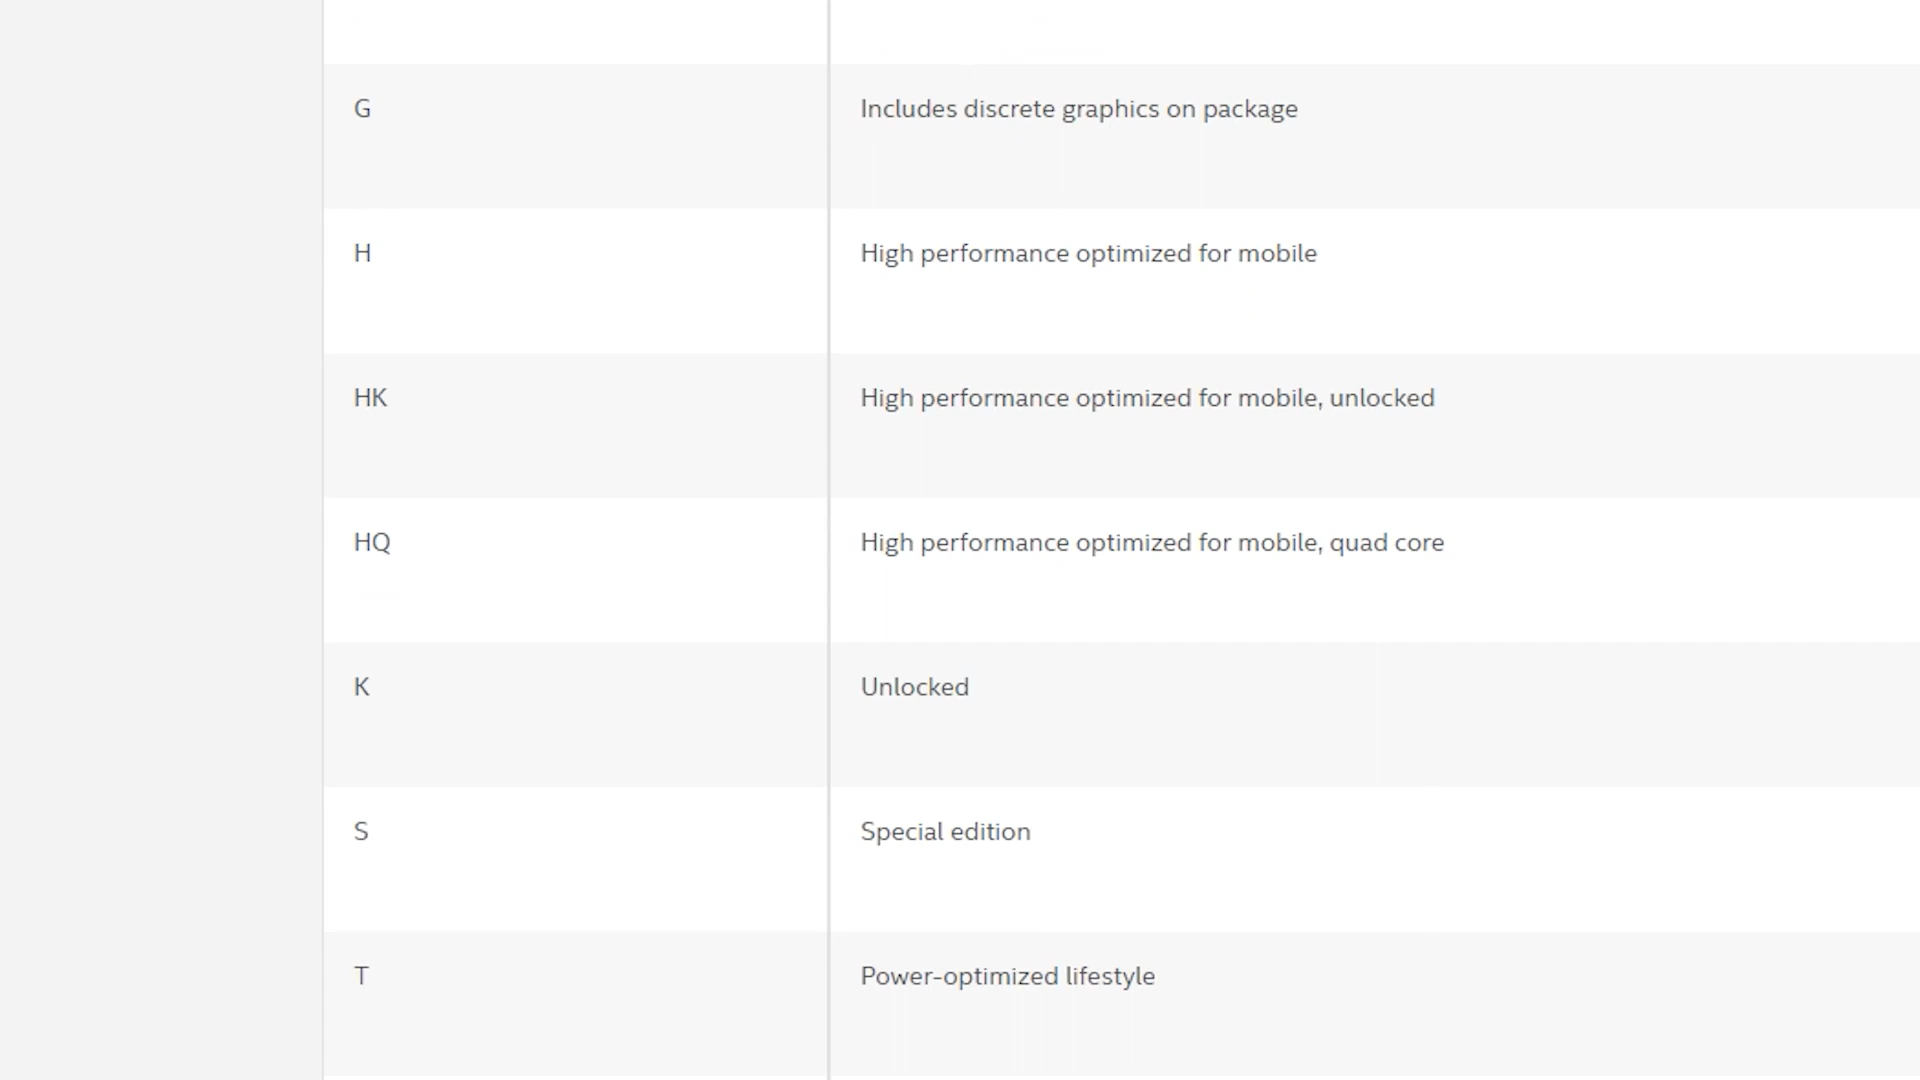 G Includes discrete graphics on package
H High performance optimized for mobile
HK High performance optimized for mobile, unlocked
HQ High performance optimized for mobile, quad core
K Unlocked
S Special edition
T Power-optimized lifestyle